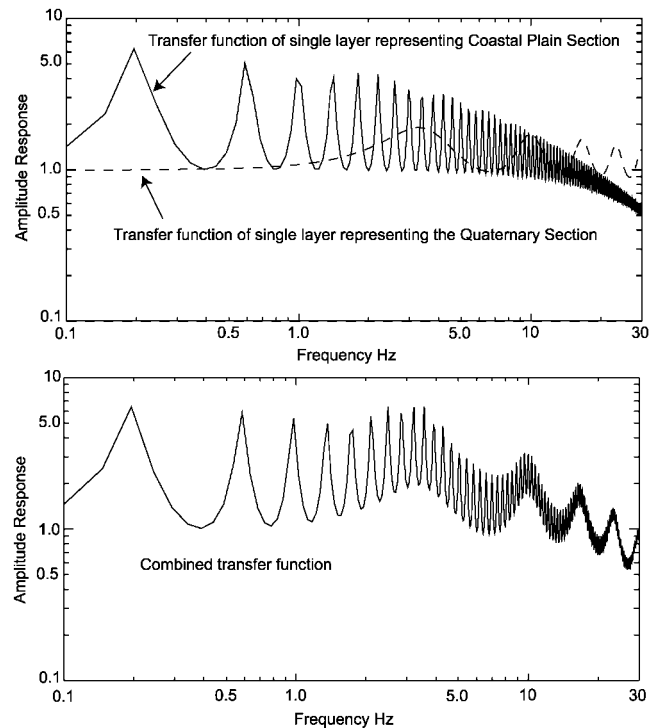 10
Transfer function of single layer representing Coastal Plain Section
5.0
Amplitude Response
1.0
0.5
Transfer function of single layer representing the Quaternary Section
0.1
0.1 0.5 1.0 5.0 10 30
Frequency Hz
10
5.0
Amplitude Response
1.0
0.5
Combined transfer function
0.1
0.1 0.5 1.0 5.0 10 30
Frequency Hz